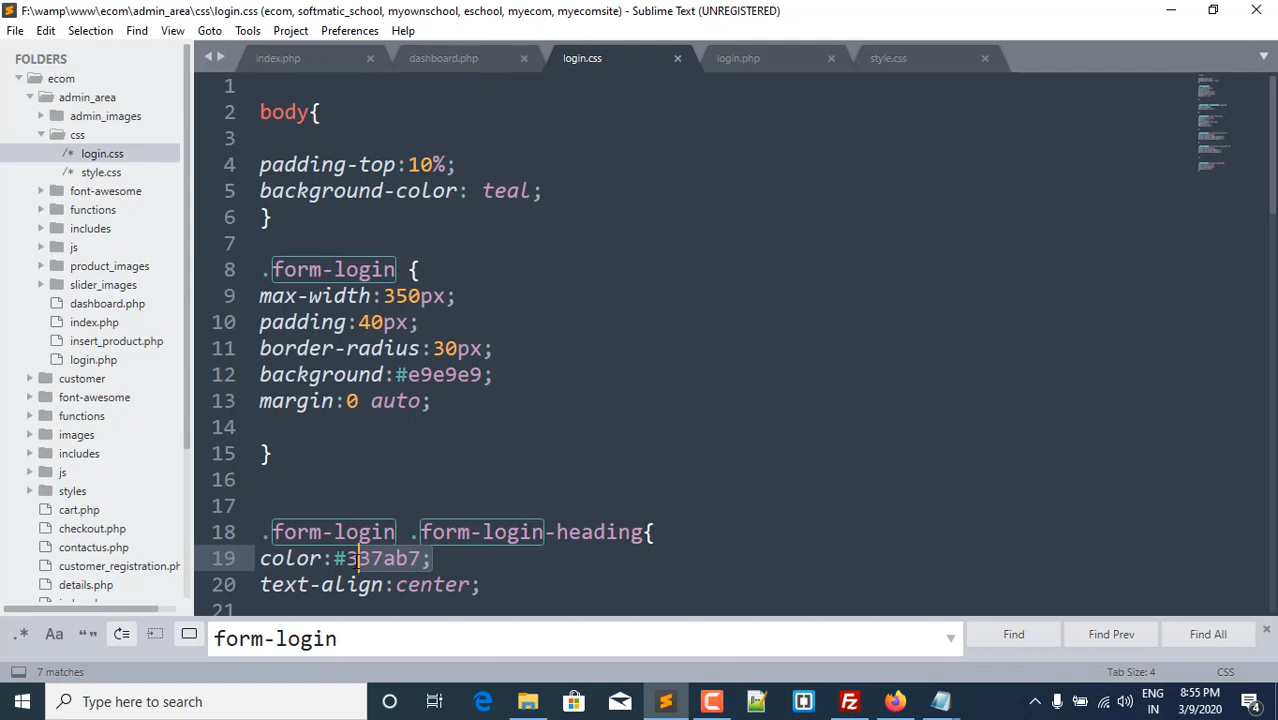 F:\wamp\www\ecom\admin_area\css\login.css (ecom, softmatic_school, myownschool, eschool, myecom, myecomsite) - Sublime Text (UNREGISTERED)
File Edit Selection Find View Goto Tools Project Preferences Help
FOLDERS
ecom
admin_area
admin_images
css
/* login.css
/* style.css
font-awesome
functions
includes
js
product_images
slider_images
dashboard.php
index.php
insert_product.php
login.php
customer
font-awesome
functions
images
includes
js
styles
cart.php
checkout.php
contactus.php
customer_registration.ph
details.php
index.php dashboard.php login.css login.php style.css
1
2 body{
3
4 padding-top:10%;
5 background-color: teal;
6 }
7
8 .form-login {
9 max-width:350px;
10 padding:40px;
11 border-radius:30px;
12 background:#e9e9e9;
13 margin:0 auto;
14
15 }
16
17
18 .form-login .form-login-heading{
19 color:#337ab7;
20 text-align:center;
21
.* Aa “” form-login Find Find Prev Find All
7 matches Tab Size: 4 CSS
Type here to search
ENG
IN
8:55 PM
3/9/2020
4